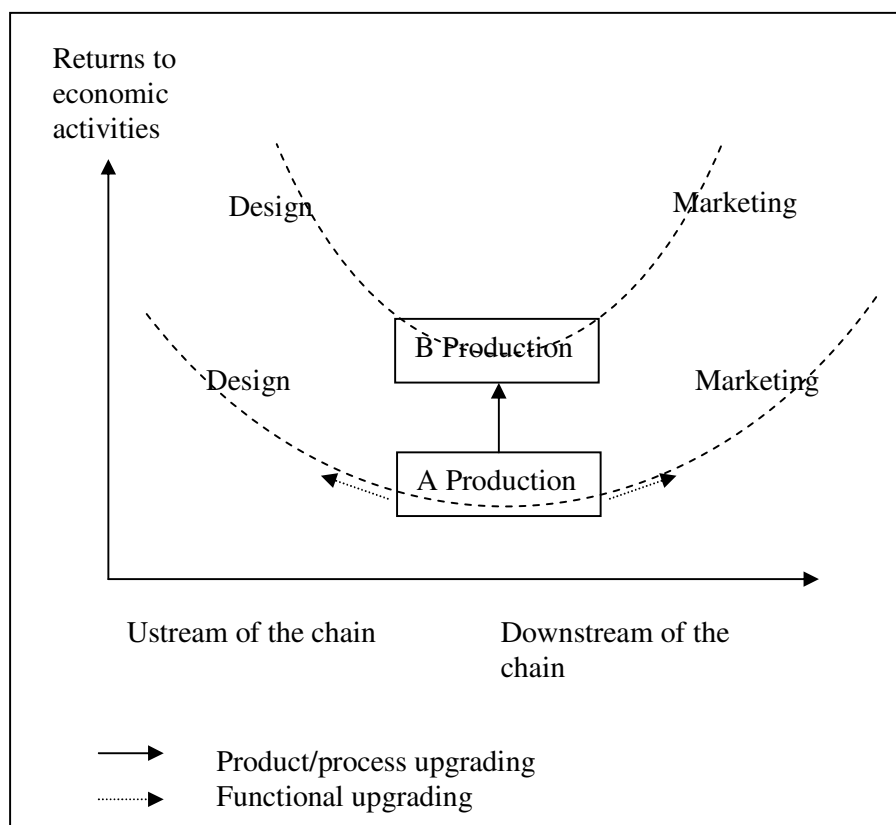 Returns to
economic
activities
Design
Marketing
B Production
Design
Marketing
A Production
Ustream of the chain
Downstream of the
chain
Product/process upgrading
Functional upgrading